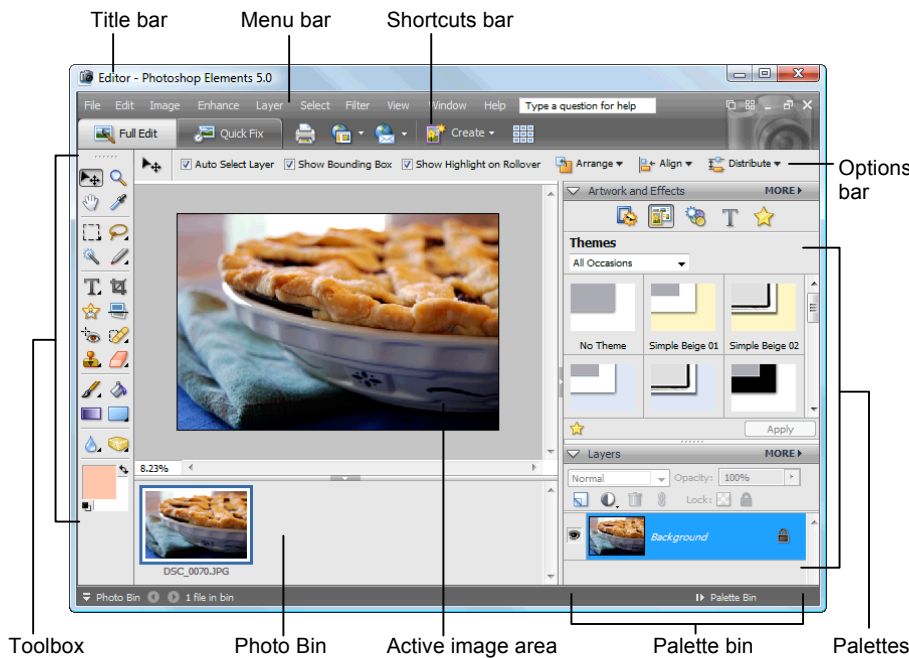 Title bar
Menu bar
Shortcuts bar
Editor - Photoshop Elements 5.0
File Edit Image Enhance Layer Select Filter View Window Help Type a question for help
Full Edit Quick Fix Create
Auto Select Layer Show Bounding Box Show Highlight on Rollover Arrange Align Distribute
Options
bar
Artwork and Effects MORE
Themes
All Occasions
No Theme Simple Beige 01 Simple Beige 02
Apply
8.23%
Layers MORE
Normal Opacity: 100%
Lock:
Background
DSC_0070.JPG
Photo Bin 1 file in bin Palette Bin
Toolbox
Photo Bin
Active image area
Palette bin
Palettes